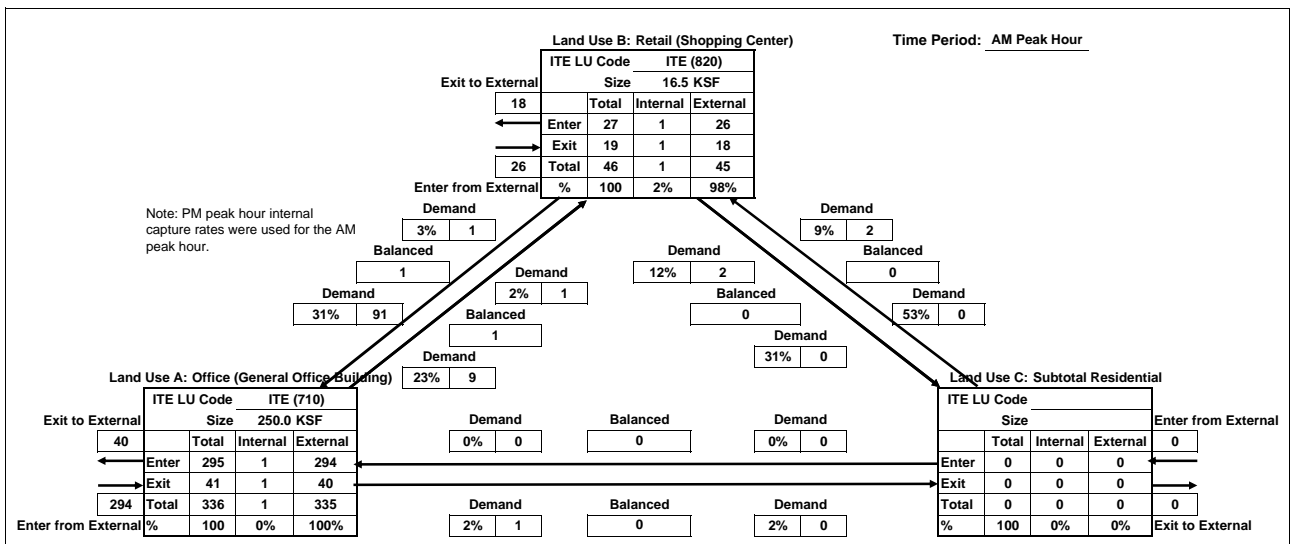 Land Use B: Retail (Shopping Center)
Time Period: AM Peak Hour
ITE LU Code ITE (820)
Exit to External Size 16.5 KSF
18 Total Internal External
Enter 27 1 26
Exit 19 1 18
26 Total 46 1 45
Enter from External % 100 2% 98%
Note: PM peak hour internal
capture rates were used for the AM
peak hour.
Demand
3% 1
Balanced
1
Demand
31% 91
Demand
2% 1
Balanced
1
Demand
23% 9
Demand
12% 2
Balanced
0
Demand
31% 0
Demand
9% 2
Balanced
0
Demand
53% 0
Land Use A: Office (General Office Building)
ITE LU Code ITE (710)
Exit to External Size 250.0 KSF
40 Total Internal External
Enter 295 1 294
Exit 41 1 40
294 Total 336 1 335
Enter from External % 100 0% 100%
Demand Balanced Demand
0% 0 0 0% 0
Demand Balanced Demand
2% 1 0 2% 0
Land Use C: Subtotal Residential
ITE LU Code
Size Enter from External
Total Internal External 0
Enter 0 0 0
Exit 0 0 0
Total 0 0 0 0
% 100 0% 0% Exit to External